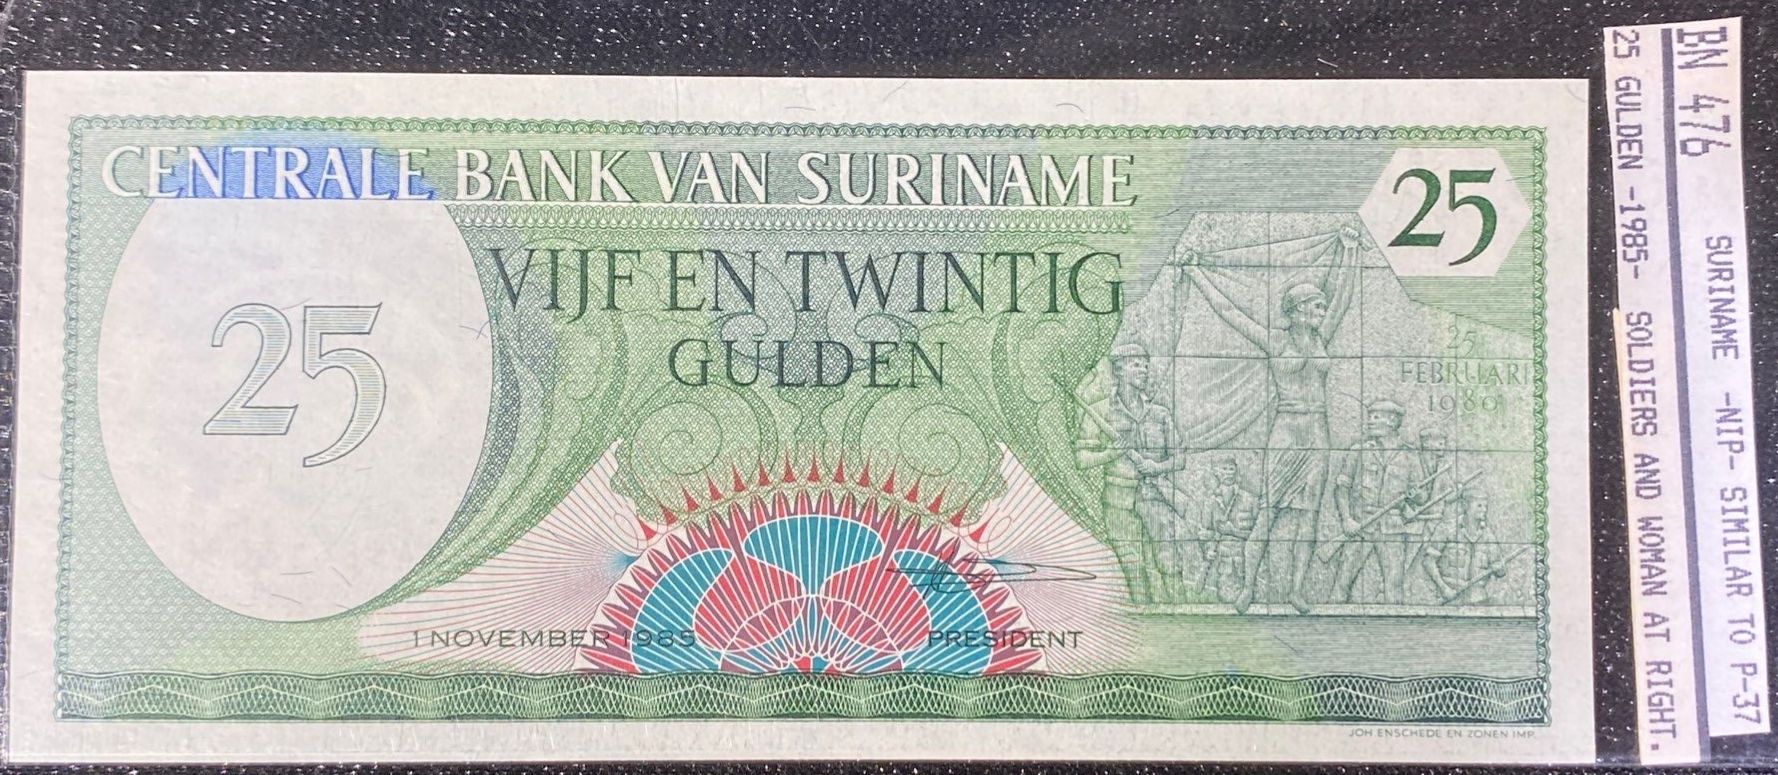 CENTRALE BANK VAN SURINAME
25
VIJF EN TWINTIG
GULDEN
25
25
FEBRUARI
1980
1 NOVEMBER 1985
PRESIDENT
JOH ENSCHEDE EN ZONEN IMP.
BN 476 SURINAME -NIP- SIMILAR TO P-37
25 GULDEN -1985- SOLDIERS AND WOMAN AT RIGHT.